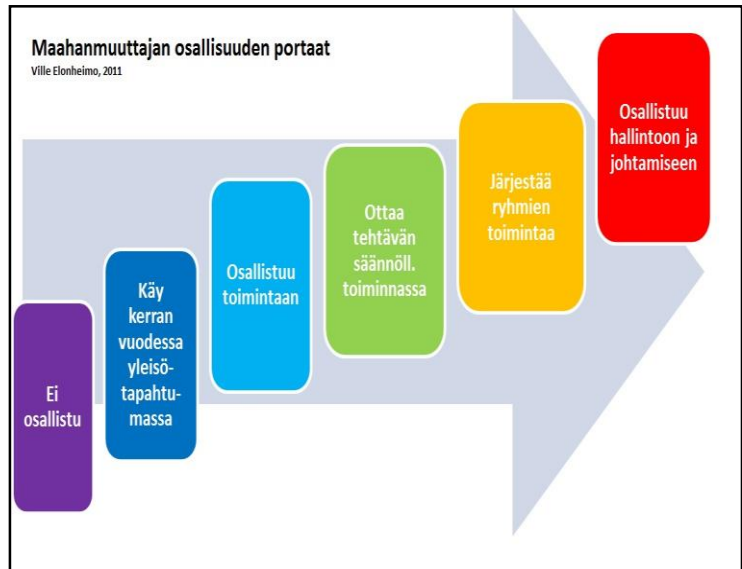 Maahanmuuttajan osallisuuden portaat
Ville Elonheimo, 2011
Ei
osallistu
Käy
kerran
vuodessa
yleisö-
tapahtu-
massa
Osallistuu
toimintaan
Ottaa
tehtävän
säännöll.
toiminnassa
Järjestää
ryhmien
toimintaa
Osallistuu
hallintoon ja
johtamiseen